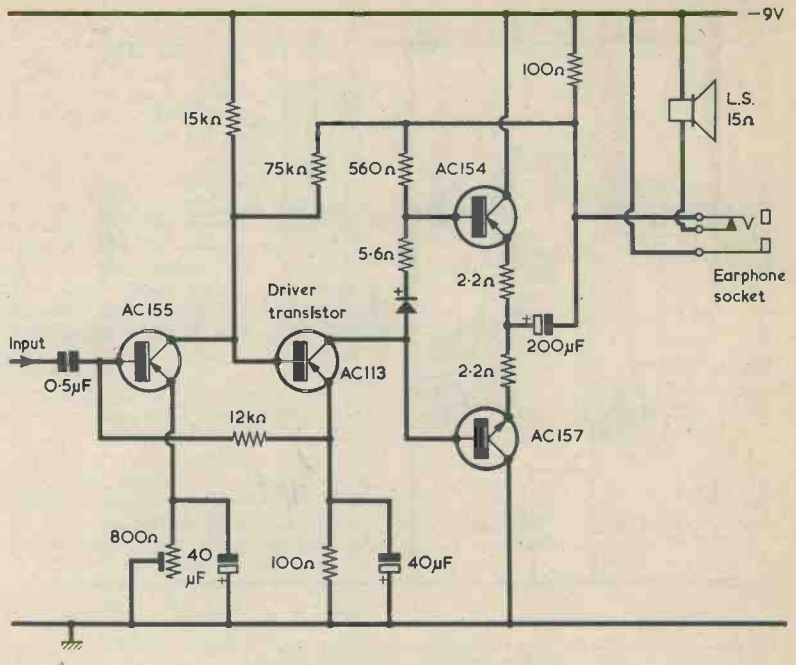 −9V
100Ω
L.S.
15Ω
15kΩ
75kΩ
560Ω
AC154
5.6Ω
2.2Ω
Earphone
socket
AC155
Driver
transistor
Input
0.5µF
AC113
+
+
200µF
2.2Ω
12kΩ
AC157
800Ω
40
µF
+
100Ω
40µF
+